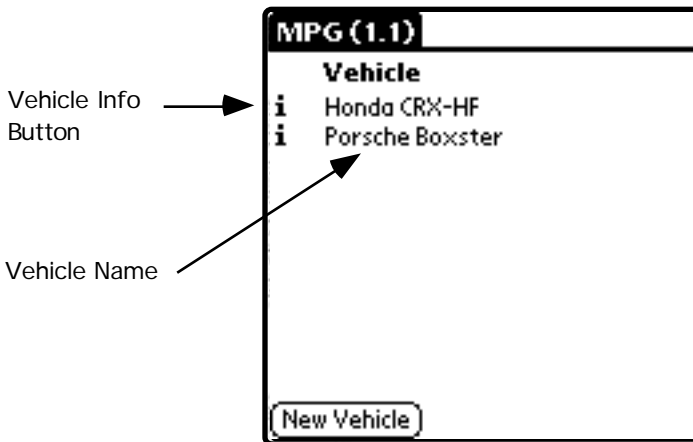 MPG (1.1)
Vehicle
Vehicle Info
Button
i Honda CRX-HF
i Porsche Boxster
Vehicle Name
New Vehicle